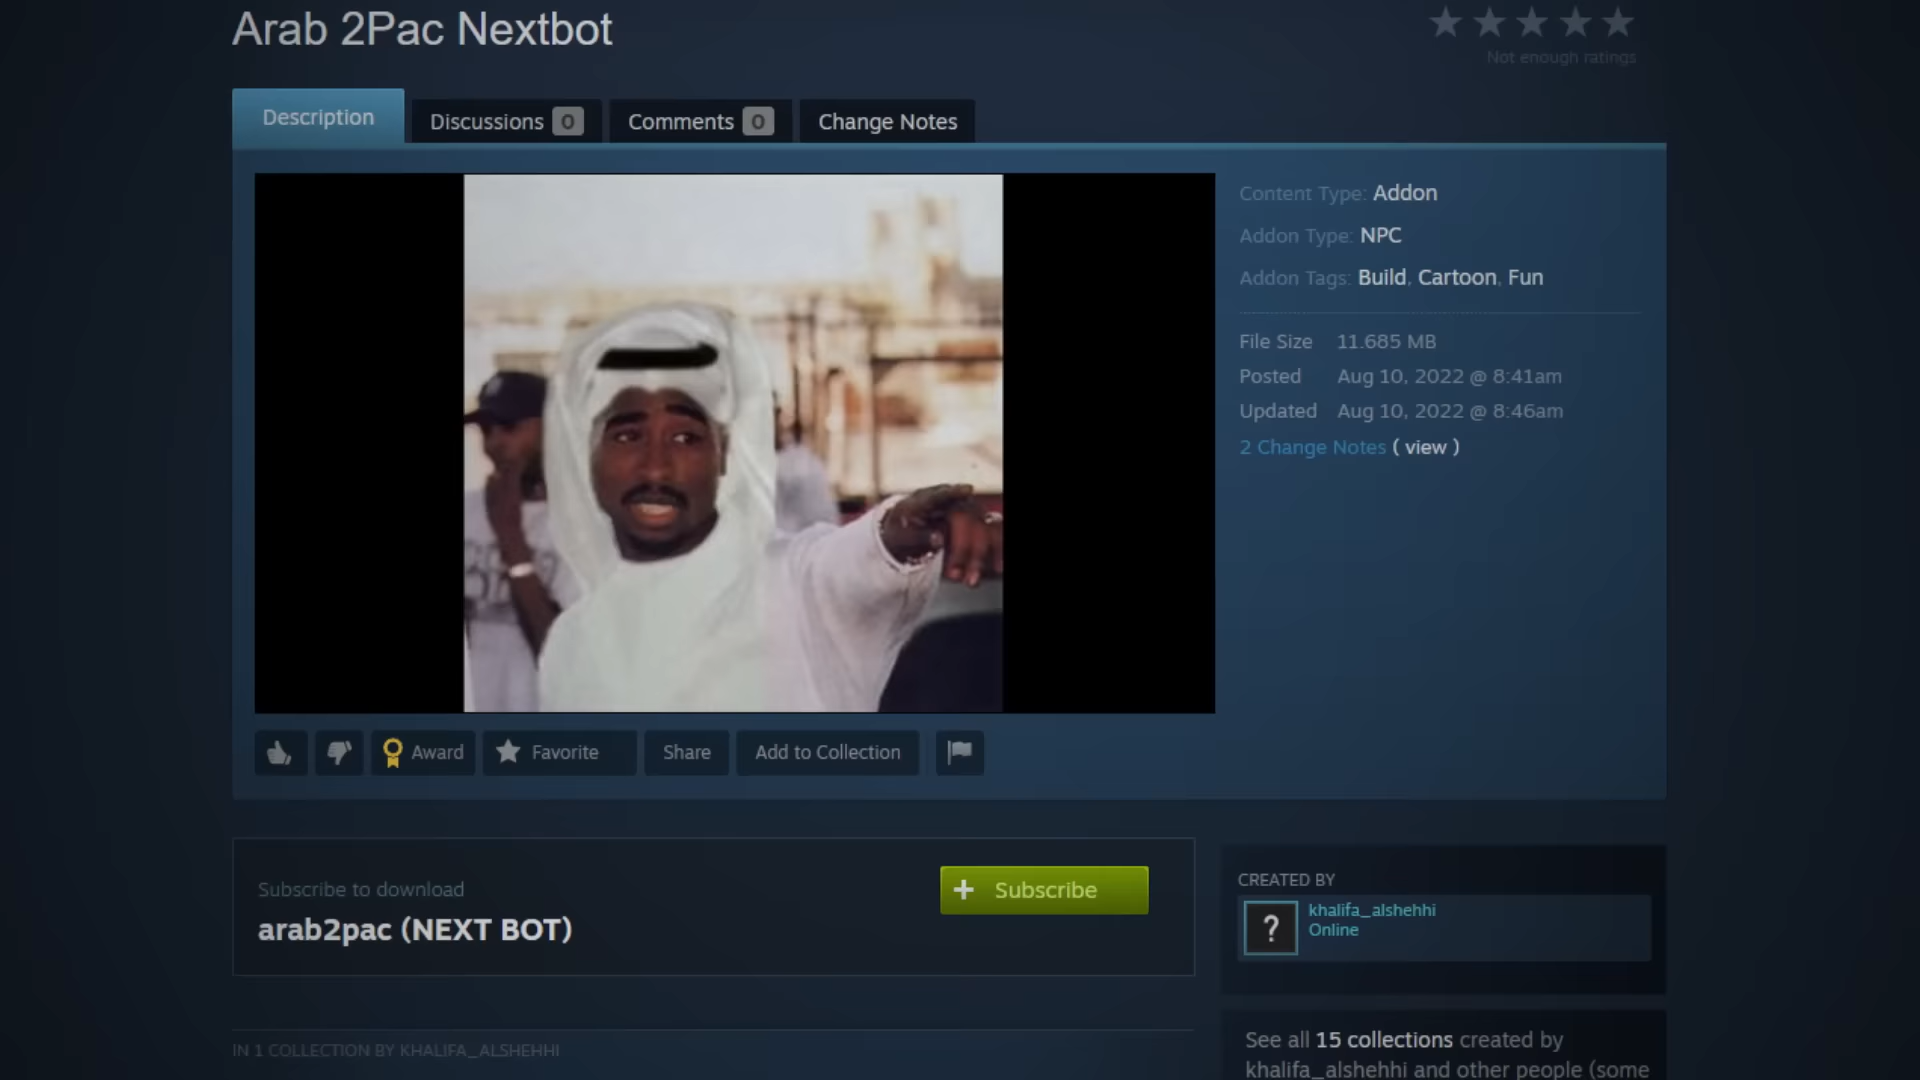 Arab 2Pac Nextbot
Not enough ratings
Description
Discussions 0
Comments 0
Change Notes
Content Type: Addon
Addon Type: NPC
Addon Tags: Build, Cartoon, Fun
File Size 11.685 MB
Posted Aug 10, 2022 @ 8:41am
Updated Aug 10, 2022 @ 8:46am
2 Change Notes ( view )
Award
Favorite
Share
Add to Collection
Subscribe to download
arab2pac (NEXT BOT)
+ Subscribe
CREATED BY
?
khalifa_alshehhi
Online
IN 1 COLLECTION BY KHALIFA_ALSHEHHI
See all 15 collections created by
khalifa_alshehhi and other people (some